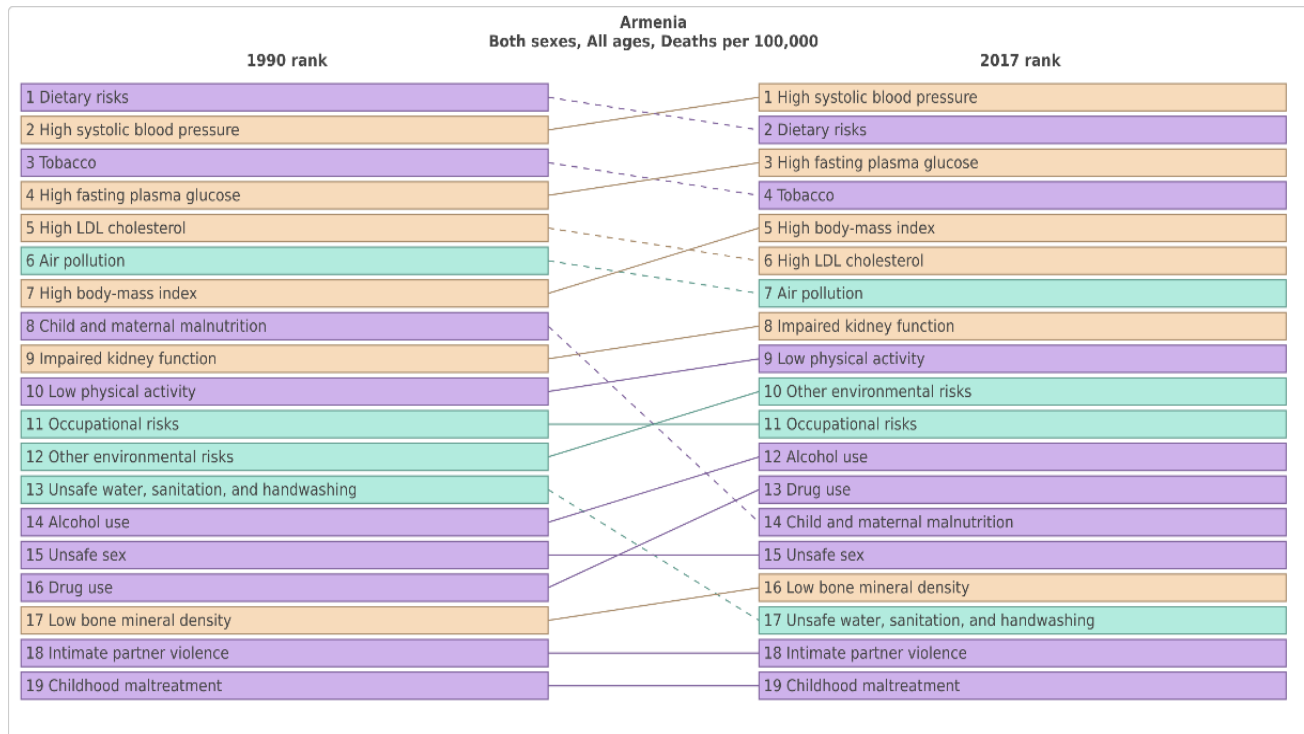 Armenia
Both sexes, All ages, Deaths per 100,000
1990 rank
1 Dietary risks
2 High systolic blood pressure
3 Tobacco
4 High fasting plasma glucose
5 High LDL cholesterol
6 Air pollution
7 High body-mass index
8 Child and maternal malnutrition
9 Impaired kidney function
10 Low physical activity
11 Occupational risks
12 Other environmental risks
13 Unsafe water, sanitation, and handwashing
14 Alcohol use
15 Unsafe sex
16 Drug use
17 Low bone mineral density
18 Intimate partner violence
19 Childhood maltreatment
2017 rank
1 High systolic blood pressure
2 Dietary risks
3 High fasting plasma glucose
4 Tobacco
5 High body-mass index
6 High LDL cholesterol
7 Air pollution
8 Impaired kidney function
9 Low physical activity
10 Other environmental risks
11 Occupational risks
12 Alcohol use
13 Drug use
14 Child and maternal malnutrition
15 Unsafe sex
16 Low bone mineral density
17 Unsafe water, sanitation, and handwashing
18 Intimate partner violence
19 Childhood maltreatment